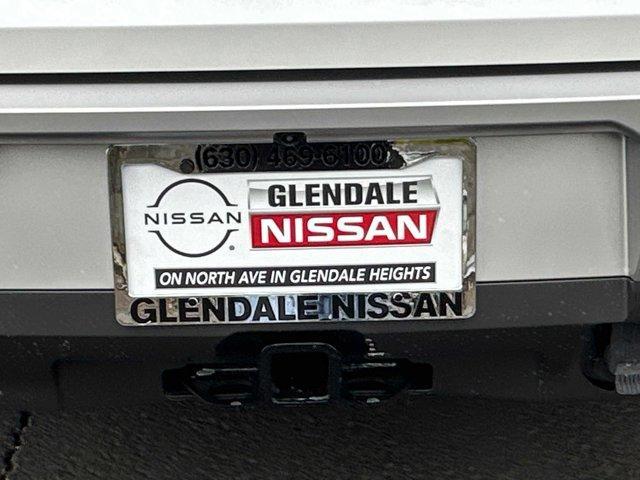 (630) 469-6100
NISSAN
GLENDALE
NISSAN
ON NORTH AVE IN GLENDALE HEIGHTS
GLENDALE NISSAN